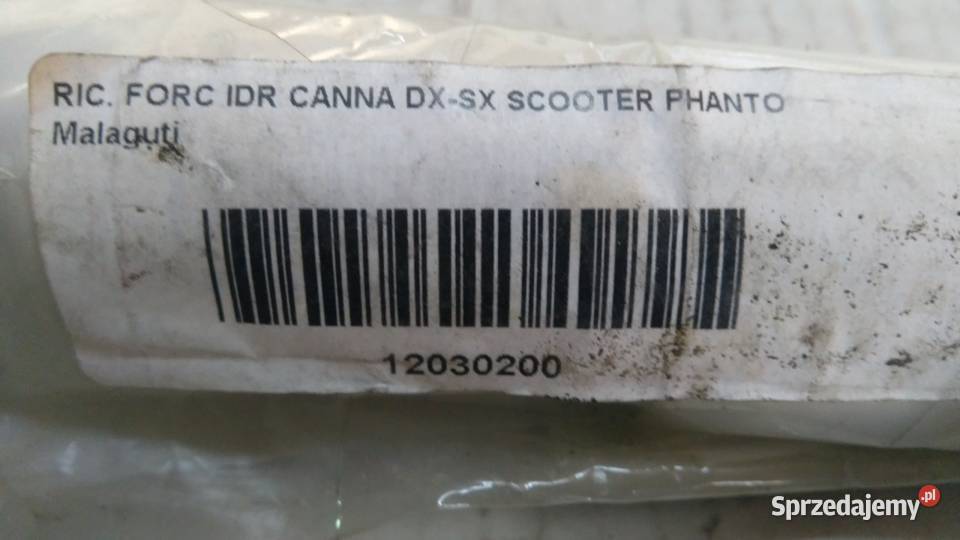 RIC. FORC IDR CANNA DX-SX SCOOTER PHANTO
Malaguti
12030200
Sprzedajemy.pl